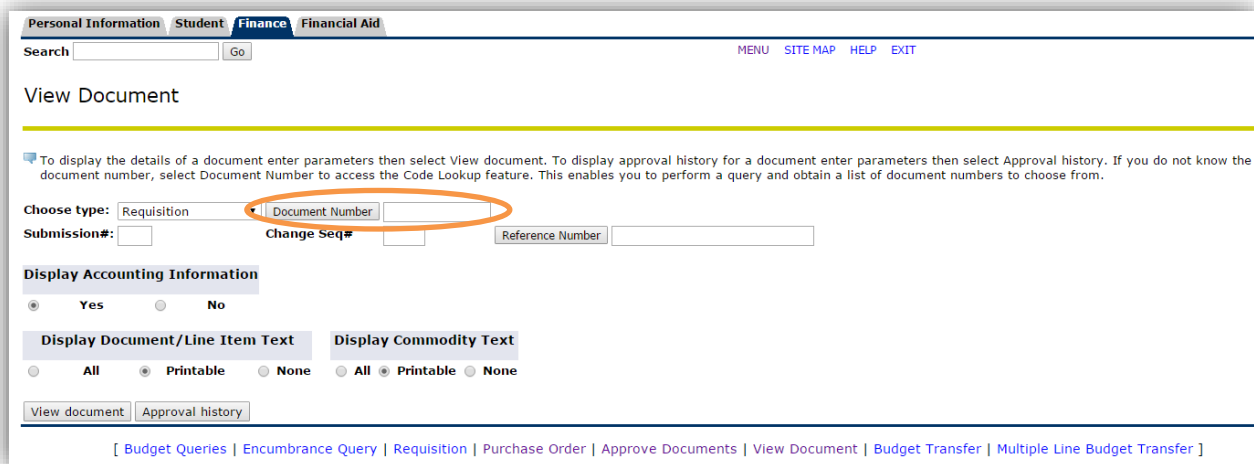 Personal Information Student Finance Financial Aid
Search Go MENU SITE MAP HELP EXIT
View Document
To display the details of a document enter parameters then select View document. To display approval history for a document enter parameters then select Approval history. If you do not know the
document number, select Document Number to access the Code Lookup feature. This enables you to perform a query and obtain a list of document numbers to choose from.
Choose type: Requisition Document Number
Submission#: Change Seq# Reference Number
Display Accounting Information
Yes No
Display Document/Line Item Text Display Commodity Text
All Printable None All Printable None
View document Approval history
[ Budget Queries | Encumbrance Query | Requisition | Purchase Order | Approve Documents | View Document | Budget Transfer | Multiple Line Budget Transfer ]